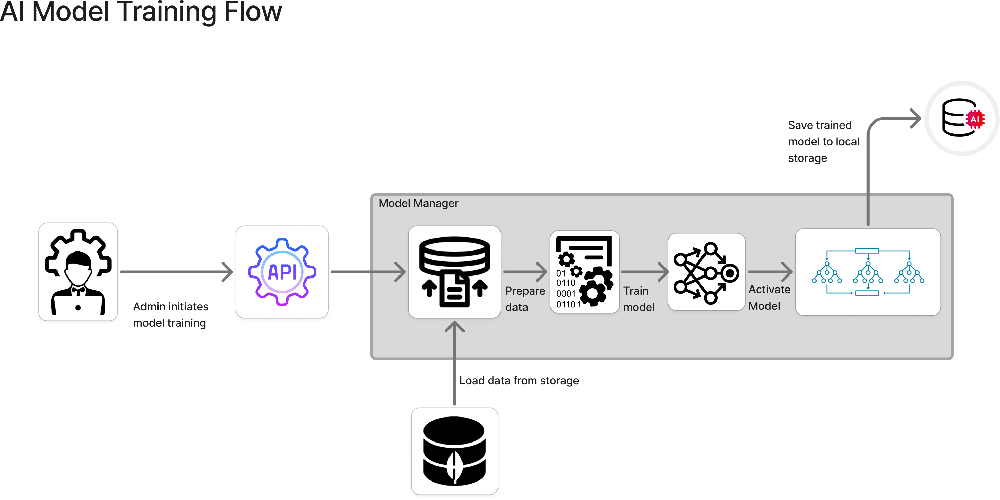 AI Model Training Flow
Save trained
model to local
storage
AI
Model Manager
Admin initiates
model training
API
Prepare
data
01
0110
0001
0110 1
Train
model
Activate
Model
Load data from storage